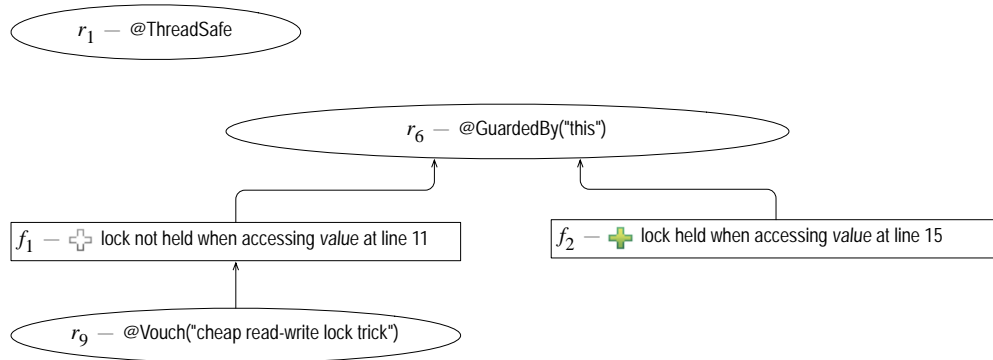 r1 — @ThreadSafe
r6 — @GuardedBy("this")
f1 — lock not held when accessing value at line 11
f2 — lock held when accessing value at line 15
r9 — @Vouch("cheap read-write lock trick")